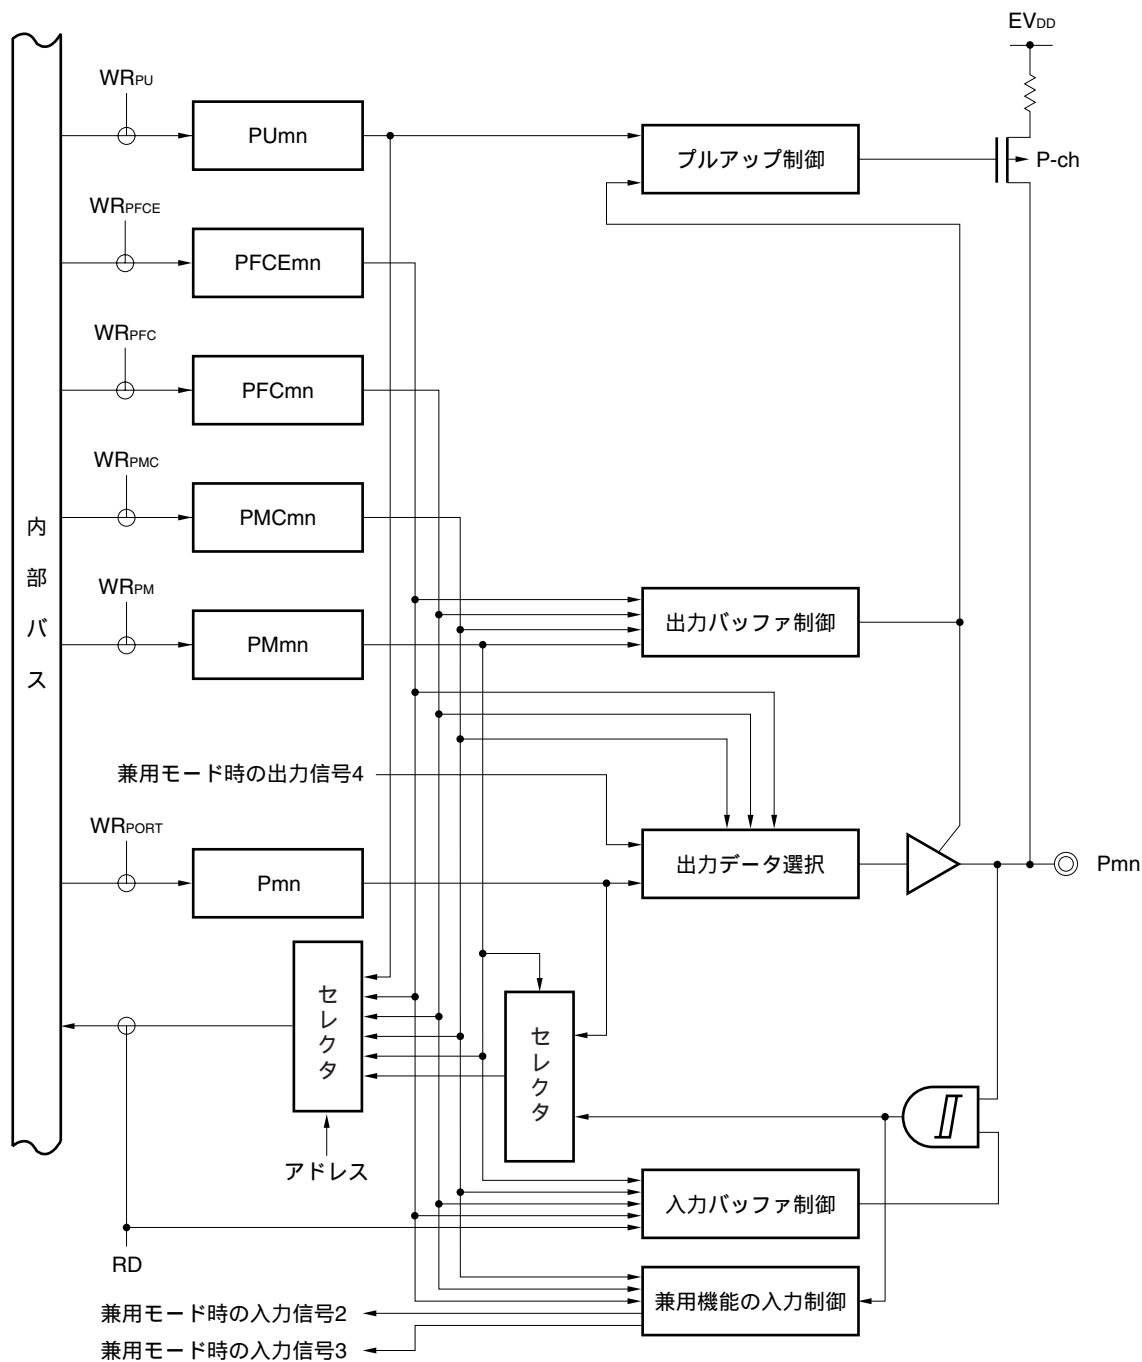 EVDD
WRPU
PUmn
プルアップ制御
P-ch
WRPFCE
PFCEmn
WRPFC
PFCmn
WRPMC
PMCmn
内部バス
WRPM
PMmn
出力バッファ制御
兼用モード時の出力信号4
WRPORT
Pmn
出力データ選択
Pmn
セレクタ
セレクタ
アドレス
入力バッファ制御
RD
兼用機能の入力制御
兼用モード時の入力信号2
兼用モード時の入力信号3